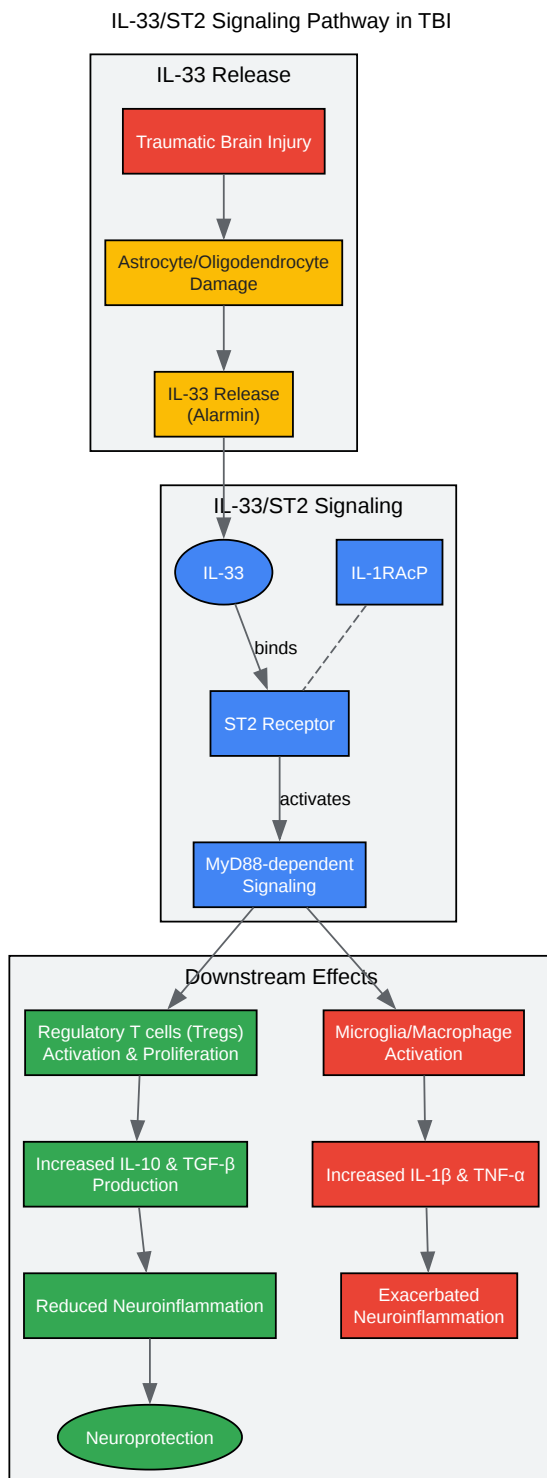 IL-33/ST2 Signaling Pathway in TBI
IL-33 Release
Traumatic Brain Injury
Astrocyte/Oligodendrocyte
Damage
IL-33 Release
(Alarmin)
IL-33/ST2 Signaling
IL-33
IL-1RAcP
binds
ST2 Receptor
activates
MyD88-dependent
Signaling
Downstream Effects
Regulatory T cells (Tregs)
Activation & Proliferation
Microglia/Macrophage
Activation
Increased IL-10 & TGF-β
Production
Increased IL-1β & TNF-α
Reduced Neuroinflammation
Exacerbated
Neuroinflammation
Neuroprotection